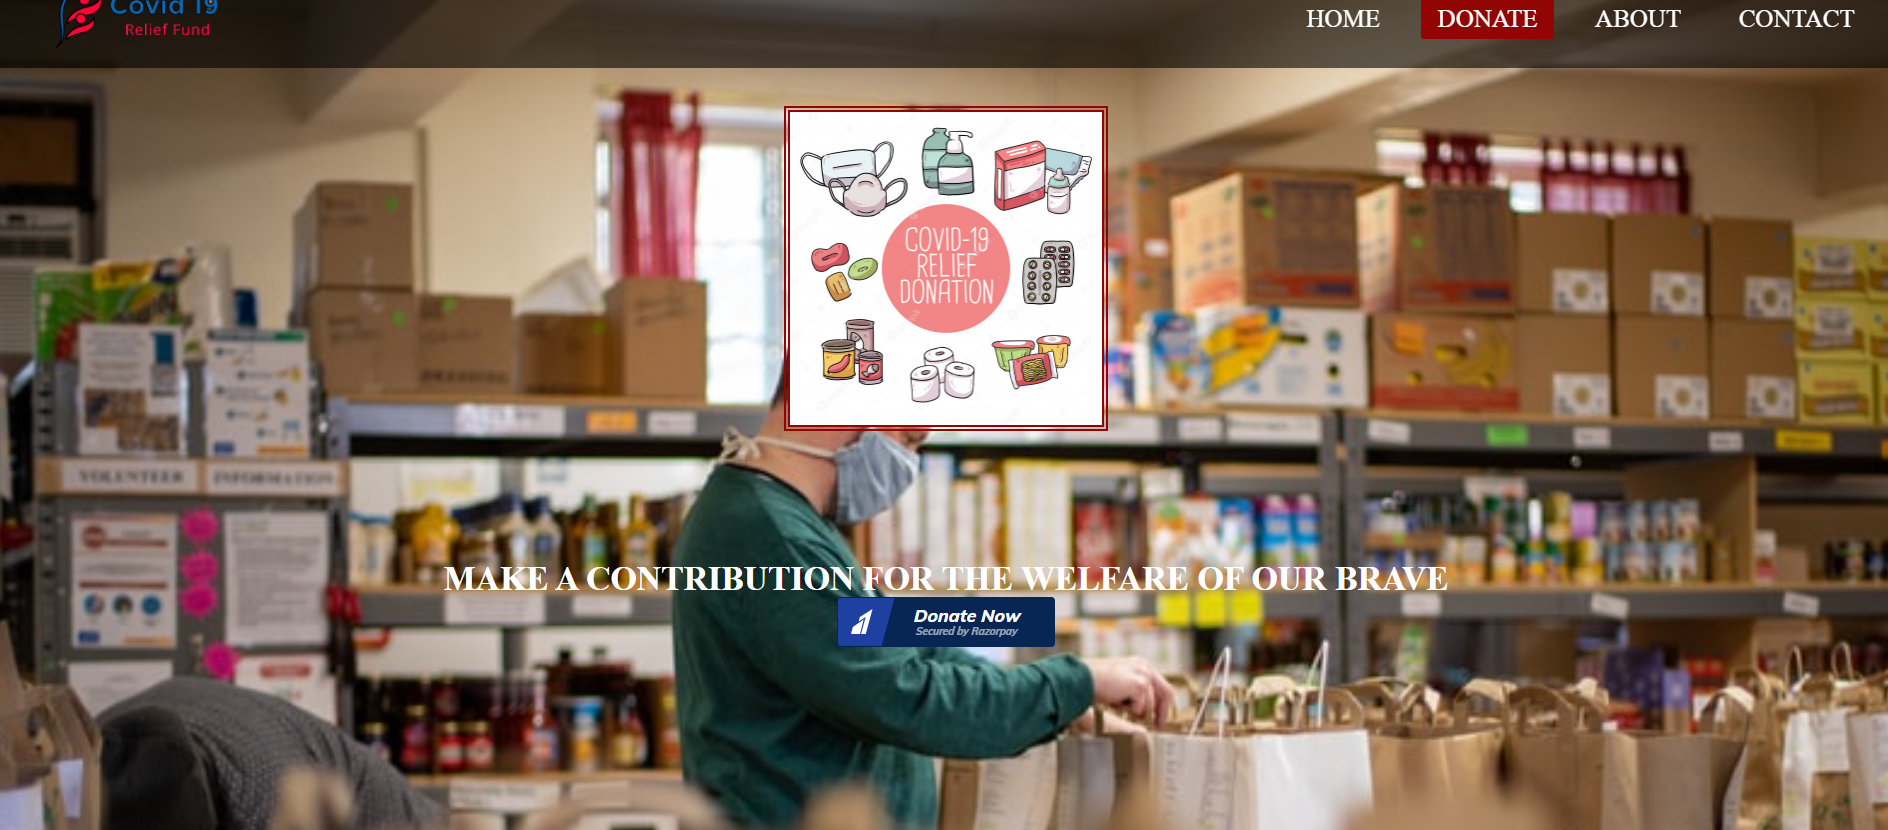 Covid 19
Relief Fund
HOME
DONATE
ABOUT
CONTACT
COVID-19
RELIEF
DONATION
VOLUNTEER
INFORMATION
MAKE A CONTRIBUTION FOR THE WELFARE OF OUR BRAVE
Donate Now
Secured by Razorpay